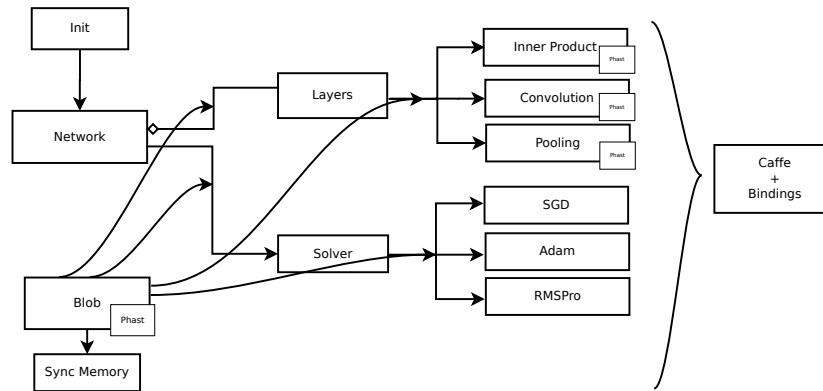 Init
Network
Layers
Inner Product
Phast
Convolution
Phast
Pooling
Phast
Caffe
+
Bindings
SGD
Solver
Adam
RMSPro
Blob
Phast
Sync Memory